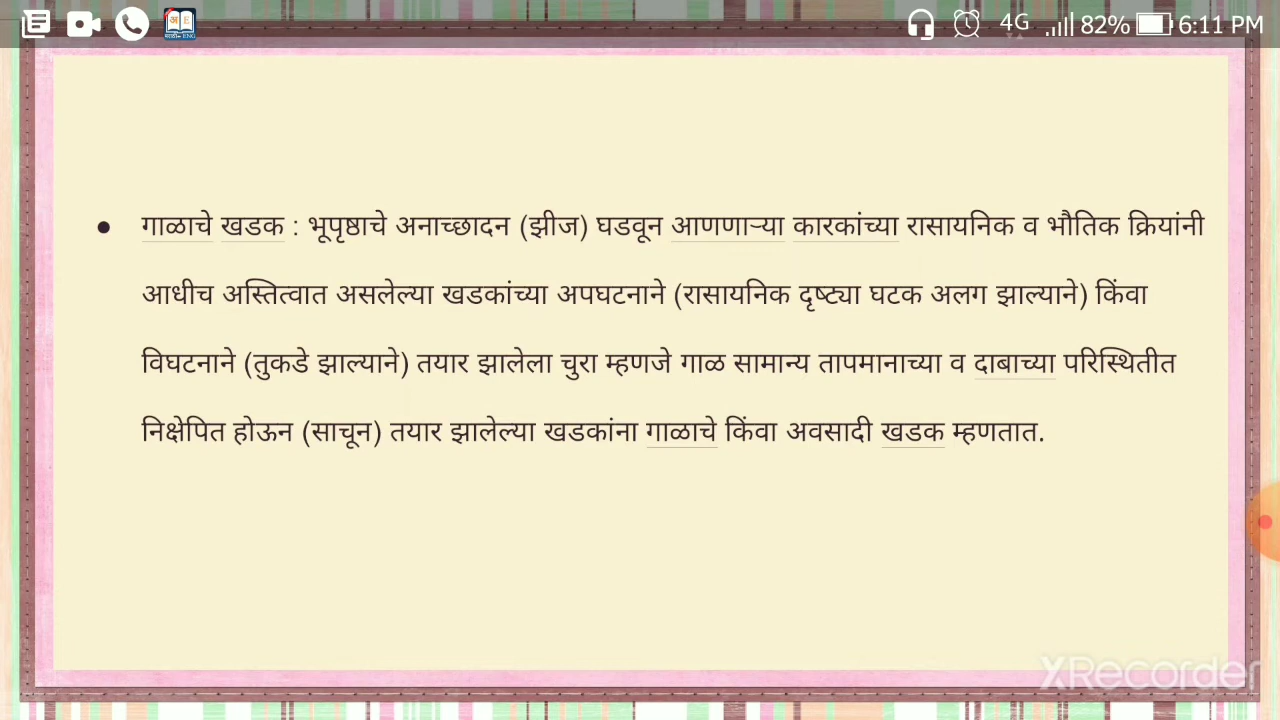 4G 82% 6:11 PM
• गाळाचे खडक : भूपृष्ठाचे अनाच्छादन (झीज) घडवून आणणाऱ्या कारकांच्या रासायनिक व भौतिक क्रियांनी
आधीच अस्तित्वात असलेल्या खडकांच्या अपघटनाने (रासायनिक दृष्ट्या घटक अलग झाल्याने) किंवा
विघटनाने (तुकडे झाल्याने) तयार झालेला चुरा म्हणजे गाळ सामान्य तापमानाच्या व दाबाच्या परिस्थितीत
निक्षेपित होऊन (साचून) तयार झालेल्या खडकांना गाळाचे किंवा अवसादी खडक म्हणतात.
XRecorder